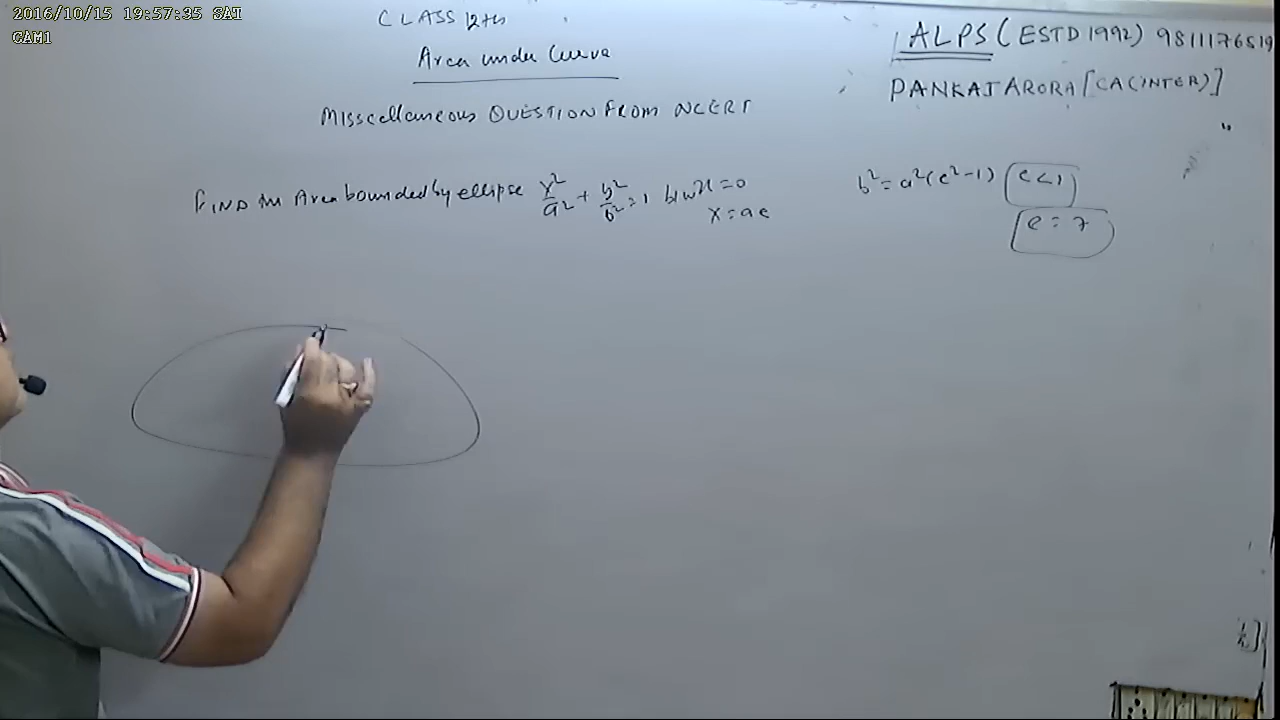 2016/10/15 19:57:35 SAT
CAM1
CLASS 12th
Area under Curve
Misscellaneous QUESTION FROM NCERT
ALPS (ESTD 1992) 9811176519
PANKAJ ARORA [CA(INTER)]
FIND the Area bounded by ellipse x²/a² + y²/b² = 1 b/w x = 0
x = ae
b² = a²(e²-1) e<1
e = ?